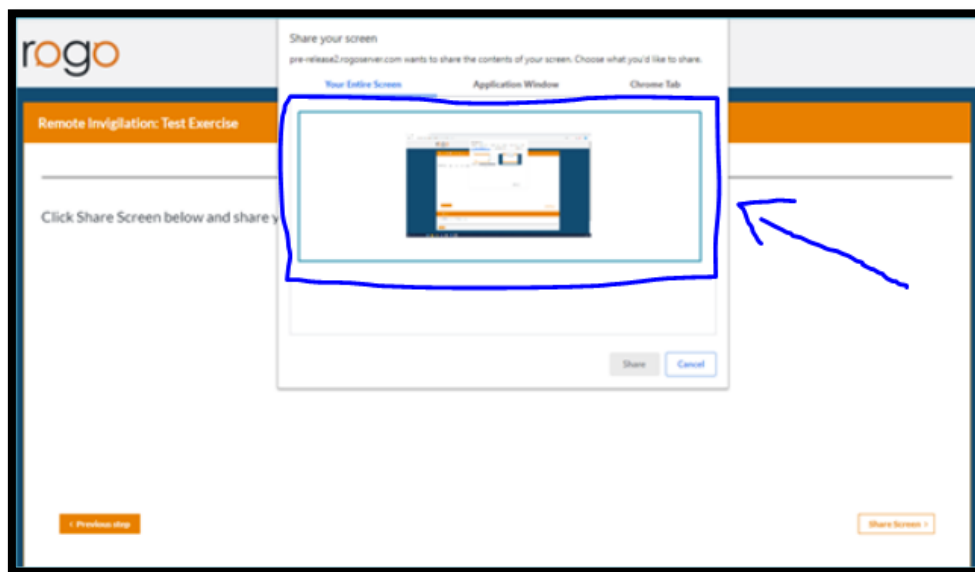 rogo
Share your screen
pre-release2.rogoserver.com wants to share the contents of your screen. Choose what you'd like to share.
Your Entire Screen
Application Window
Chrome Tab
Remote Invigilation: Test Exercise
Click Share Screen below and share y
Share
Cancel
‹ Previous step
Share Screen ›